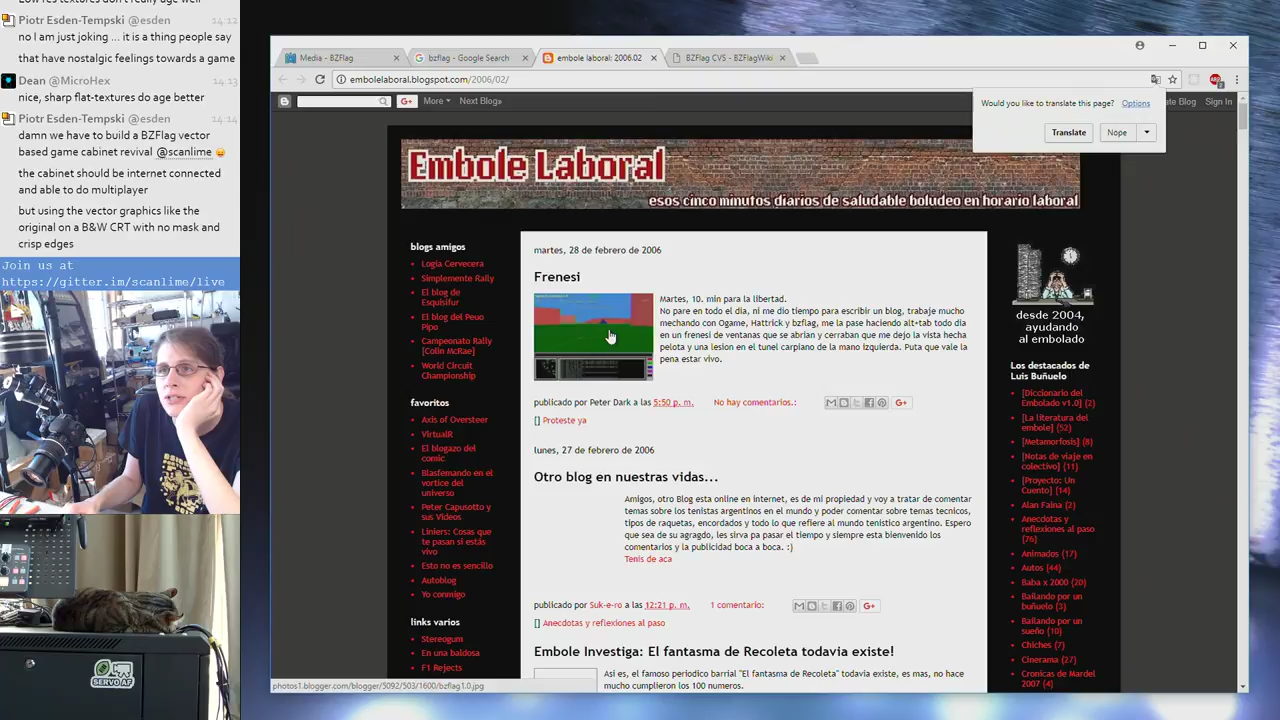 Low res textures don't really age well
Piotr Esden-Tempski @esden 14:12
no I am just joking ... it is a thing people say
that have nostalgic feelings towards a game
Dean @MicroHex 14:13
nice, sharp flat-textures do age better
Piotr Esden-Tempski @esden 14:14
damn we have to build a BZFlag vector
based game cabinet revival @scanlime
the cabinet should be internet connected
and able to do multiplayer
but using the vector graphics like the
original on a B&W CRT with no mask and
crisp edges
Join us at
https://gitter.im/scanlime/live
SERVO/AF
Media - BZFlag
bzflag - Google Search
embole laboral: 2006.02
BZFlag CVS - BZFlagWiki
embolelaboral.blogspot.com/2006/02/
G+ More Next Blog»
te Blog Sign In
Would you like to translate this page? Options
Translate Nope
Embole Laboral
esos cinco minutos diarios de saludable boludeo en horario laboral
blogs amigos
Logia Cervecera
Simplemente Rally
El blog de
Esquisifur
El blog del Peuo
Pipo
Campeonato Rally
[Colin McRae]
World Circuit
Championship
favoritos
Axis of Oversteer
VirtualR
El blogazo del
comic
Blasfemando en el
vortice del
universo
Peter Capusotto y
sus Videos
Liniers: Cosas que
te pasan si estás
vivo
Esto no es sencillo
Autoblog
Yo conmigo
links varios
Stereogum
En una baldosa
F1 Rejects
martes, 28 de febrero de 2006
Frenesi
Martes, 10. min para la libertad.
No pare en todo el dia, ni me dio tiempo para escribir un blog, trabaje mucho
mechando con Ogame, Hattrick y bzflag, me la pase haciendo alt+tab todo dia
en un frenesi de ventanas que se abrian y cerraban que me dejo la vista hecha
pelota y una lesion en el tunel carpiano de la mano izquierda. Puta que vale la
pena estar vivo.
publicado por Peter Dark a las 5:50 p. m. No hay comentarios.: G+
[] Proteste ya
lunes, 27 de febrero de 2006
Otro blog en nuestras vidas...
Amigos, otro Blog esta online en internet, es de mi propiedad y voy a tratar de comentar
temas sobre los tenistas argentinos en el mundo y poder comentar sobre temas tecnicos,
tipos de raquetas, encordados y todo lo que refiere al mundo tenistico argentino. Espero
que sea de su agragdo, les sirva pa pasar el tiempo y siempre esta bienvenido los
comentarios y la publicidad boca a boca. :)
Tenis de aca
publicado por Suk-e-ro a las 12:21 p. m. 1 comentario: G+
[] Anecdotas y reflexiones al paso
Embole Investiga: El fantasma de Recoleta todavia existe!
Asi es, el famoso periodico barrial "El fantasma de Recoleta" todavia existe, es mas, no hace
mucho cumplieron los 100 numeros.
desde 2004,
ayudando
al embolado
Los destacados de
Luis Buñuelo
[Diccionario del
Embolado v1.0] (2)
[La literatura del
embole] (52)
[Metamorfosis] (8)
[Notas de viaje en
colectivo] (11)
[Proyecto: Un
Cuento] (14)
Alan Faina (2)
Anecdotas y
reflexiones al paso
(76)
Animados (17)
Autos (44)
Baba x 2000 (20)
Bailando por un
buñuelo (3)
Bailando por un
sueño (10)
Chiches (7)
Cinerama (27)
Cronicas de Mardel
2007 (4)
photos1.blogger.com/blogger/5092/503/1600/bzflag1.0.jpg